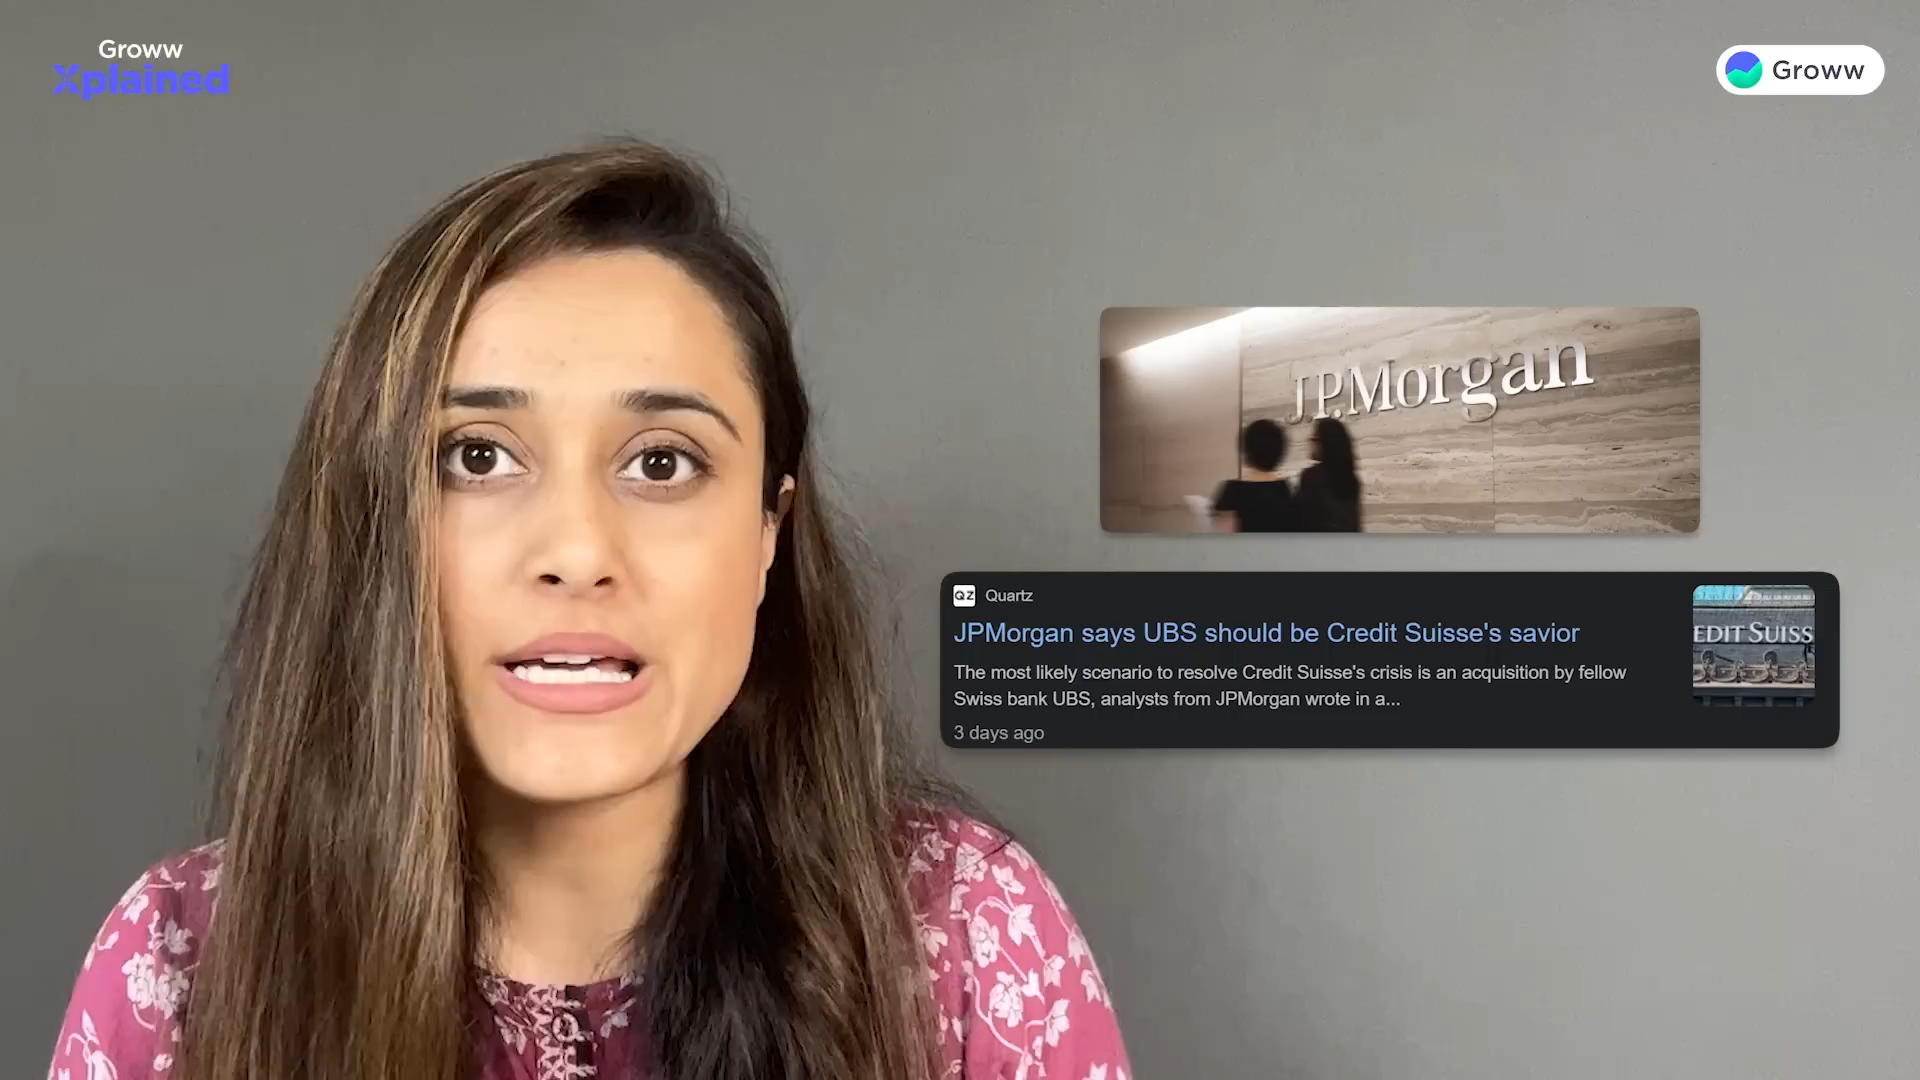 Groww
Xplained
Groww
J.P.Morgan
QZ Quartz
JPMorgan says UBS should be Credit Suisse's savior
The most likely scenario to resolve Credit Suisse's crisis is an acquisition by fellow
Swiss bank UBS, analysts from JPMorgan wrote in a...
3 days ago
EDIT SUISS